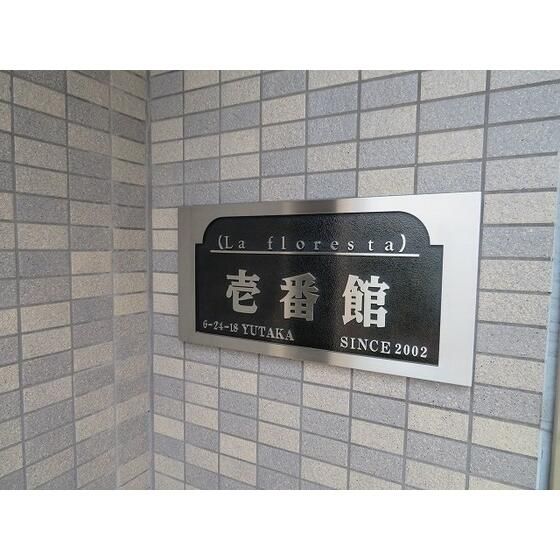 (La floresta)
壱番館
6-24-18 YUTAKA
SINCE 2002